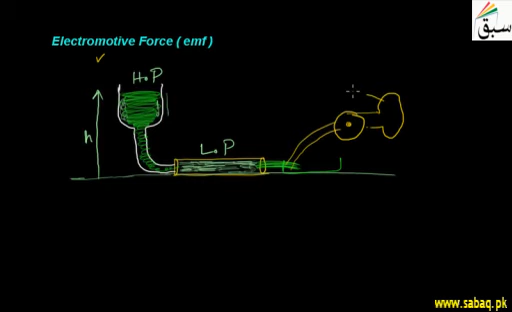 سبق
Electromotive Force ( emf )
H.P
h
L.P
www.sabaq.pk